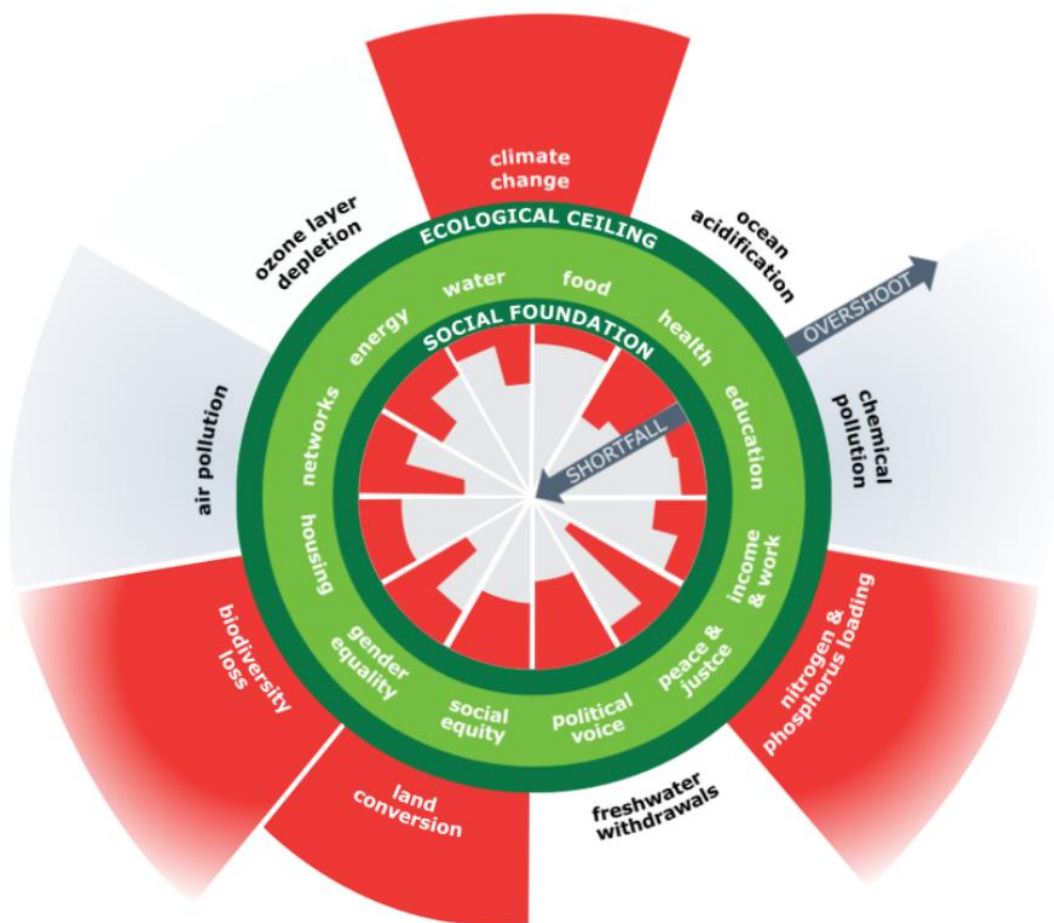 climate
change
ocean
acidification
OVERSHOOT
chemical
pollution
nitrogen &
phosphorus loading
freshwater
withdrawals
land
conversion
biodiversity
loss
air pollution
ozone layer
depletion
ECOLOGICAL CEILING
water
food
health
education
income
& work
peace &
justce
political
voice
social
equity
gender
equality
housing
networks
energy
SOCIAL FOUNDATION
SHORTFALL